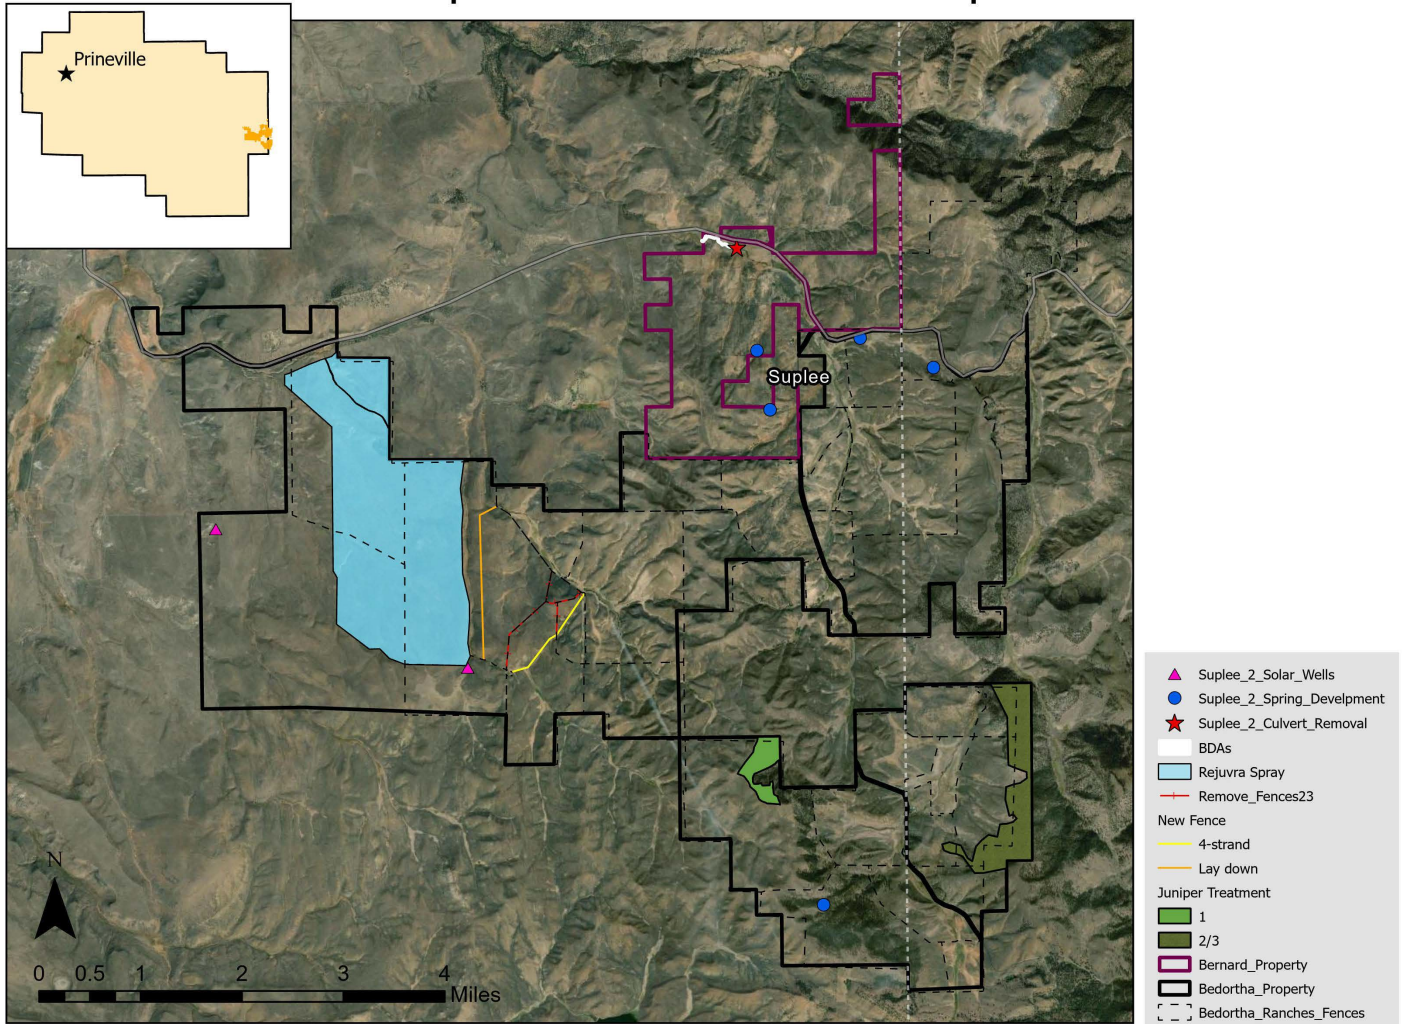 Prineville
Suplee
N
0 0.5 1 2 3 4
Miles
Suplee_2_Solar_Wells
Suplee_2_Spring_Develpment
Suplee_2_Culvert_Removal
BDAs
Rejuvra Spray
Remove_Fences23
New Fence
4-strand
Lay down
Juniper Treatment
1
2/3
Bernard_Property
Bedortha_Property
Bedortha_Ranches_Fences